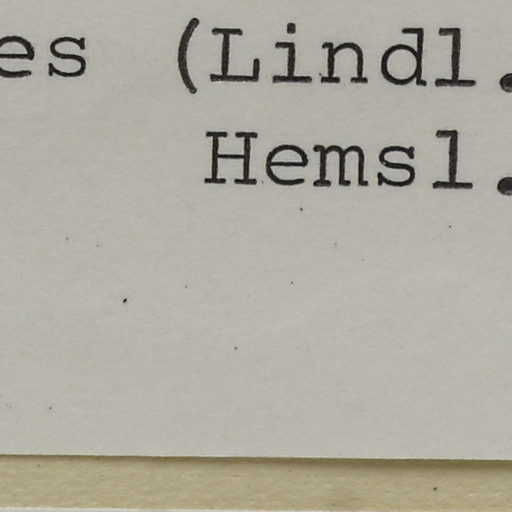 es (Lindl.
Hemsl.